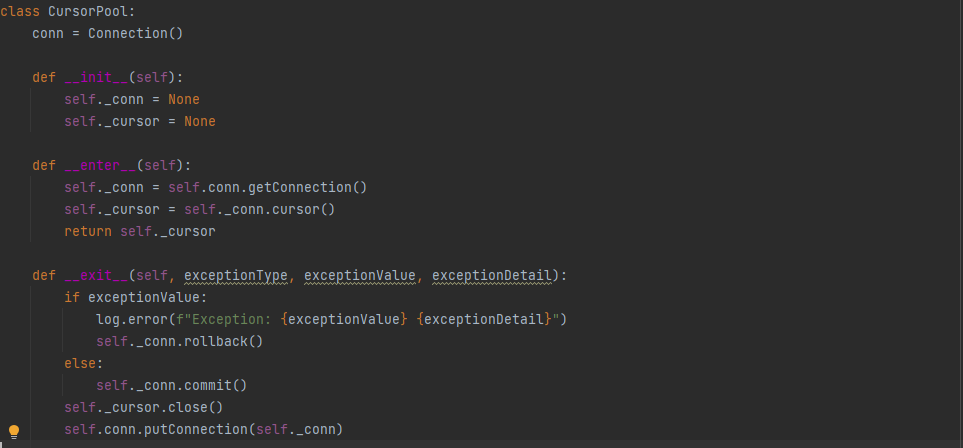 class CursorPool:
    conn = Connection()
    def __init__(self):
        self._conn = None
        self._cursor = None
    def __enter__(self):
        self._conn = self.conn.getConnection()
        self._cursor = self._conn.cursor()
        return self._cursor
    def __exit__(self, exceptionType, exceptionValue, exceptionDetail):
        if exceptionValue:
            log.error(f"Exception: {exceptionValue} {exceptionDetail}")
            self._conn.rollback()
        else:
            self._conn.commit()
        self._cursor.close()
        self.conn.putConnection(self._conn)